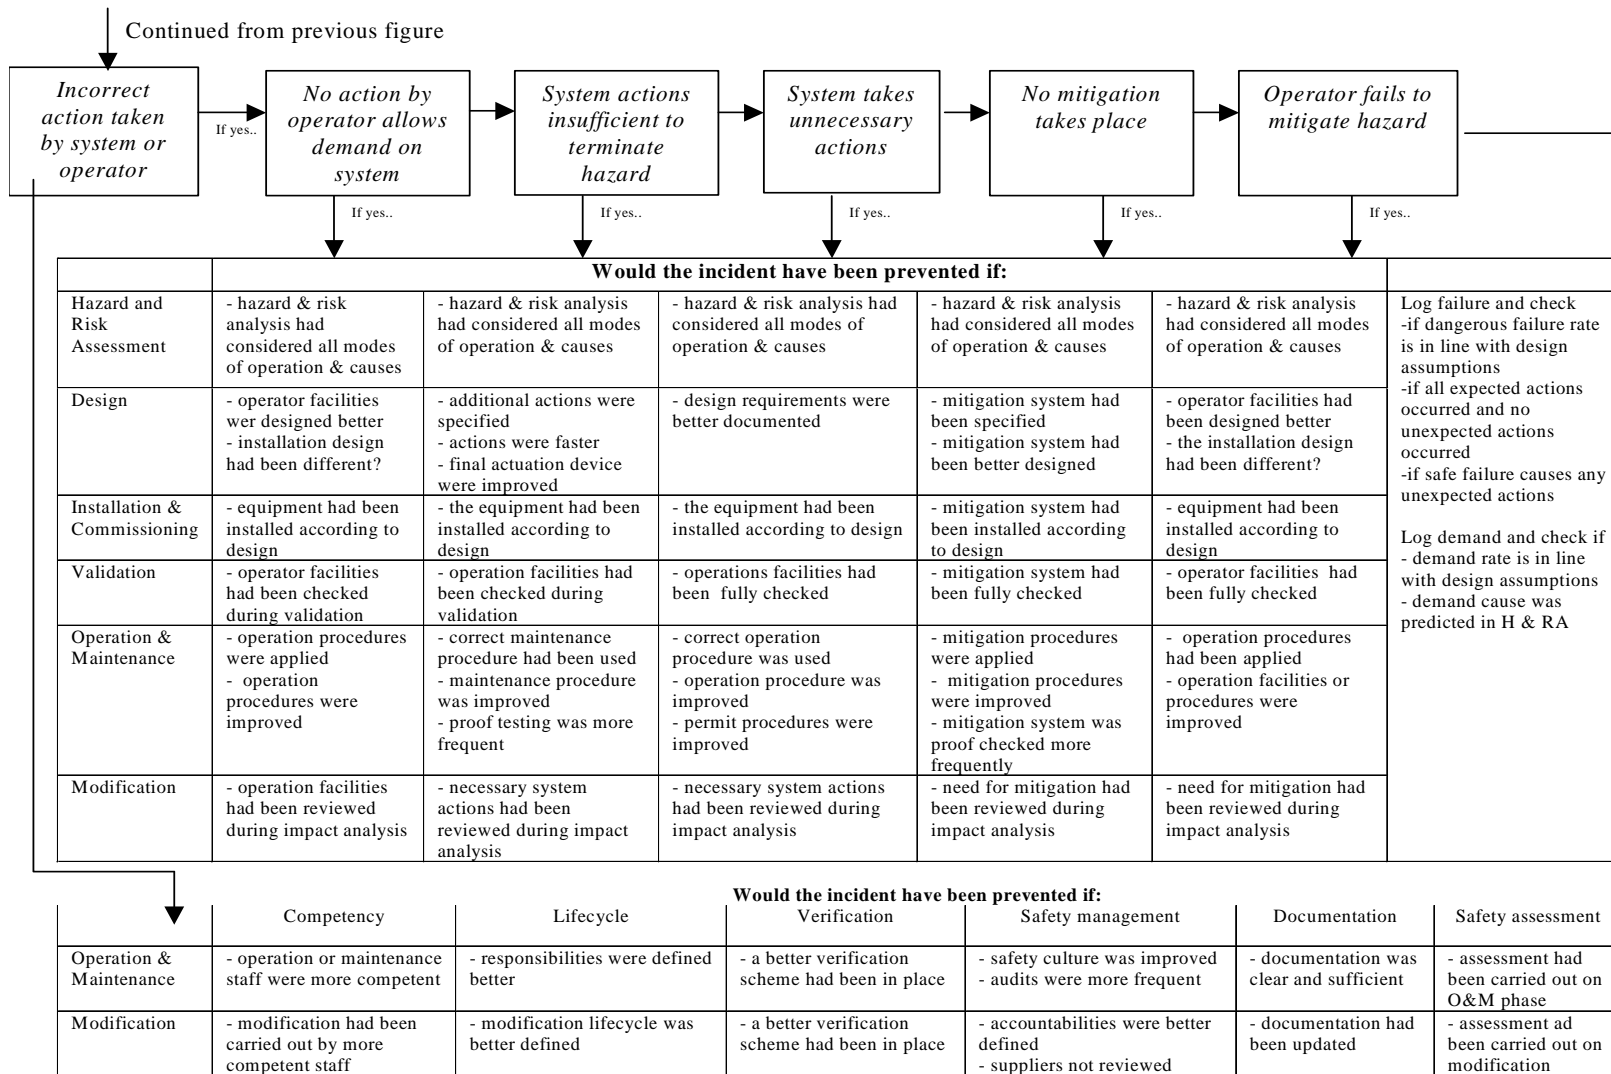 Continued from previous figure
Incorrect
action taken
by system or
operator
If yes..
No action by
operator allows
demand on
system
System actions
insufficient to
terminate
hazard
System takes
unnecessary
actions
No mitigation
takes place
Operator fails to
mitigate hazard
If yes..
If yes..
If yes..
If yes..
If yes..
Would the incident have been prevented if:
Hazard and
Risk
Assessment
- hazard & risk
analysis had
considered all modes
of operation & causes
- hazard & risk analysis
had considered all modes
of operation & causes
- hazard & risk analysis had
considered all modes of
operation & causes
- hazard & risk analysis
had considered all modes
of operation & causes
- hazard & risk analysis
had considered all modes
of operation & causes
Log failure and check
-if dangerous failure rate
is in line with design
assumptions
-if all expected actions
occurred and no
unexpected actions
occurred
-if safe failure causes any
unexpected actions
Log demand and check if
- demand rate is in line
with design assumptions
- demand cause was
predicted in H & RA
Design
- operator facilities
wer designed better
- installation design
had been different?
- additional actions were
specified
- actions were faster
- final actuation device
were improved
- design requirements were
better documented
- mitigation system had
been specified
- mitigation system had
been better designed
- operator facilities had
been designed better
- the installation design
had been different?
Installation &
Commissioning
- equipment had been
installed according to
design
- the equipment had been
installed according to
design
- the equipment had been
installed according to design
- mitigation system had
been installed according
to design
- equipment had been
installed according to
design
Validation
- operator facilities
had been checked
during validation
- operation facilities had
been checked during
validation
- operations facilities had
been fully checked
- mitigation system had
been fully checked
- operator facilities had
been fully checked
Operation &
Maintenance
- operation procedures
were applied
- operation
procedures were
improved
- correct maintenance
procedure had been used
- maintenance procedure
was improved
- proof testing was more
frequent
- correct operation
procedure was used
- operation procedure was
improved
- permit procedures were
improved
- mitigation procedures
were applied
- mitigation procedures
were improved
- mitigation system was
proof checked more
frequently
- operation procedures
had been applied
- operation facilities or
procedures were
improved
Modification
- operation facilities
had been reviewed
during impact analysis
- necessary system
actions had been
reviewed during impact
analysis
- necessary system actions
had been reviewed during
impact analysis
- need for mitigation had
been reviewed during
impact analysis
- need for mitigation had
been reviewed during
impact analysis
Would the incident have been prevented if:
Competency
Lifecycle
Verification
Safety management
Documentation
Safety assessment
Operation &
Maintenance
- operation or maintenance
staff were more competent
- responsibilities were defined
better
- a better verification
scheme had been in place
- safety culture was improved
- audits were more frequent
- documentation was
clear and sufficient
- assessment had
been carried out on
O&M phase
Modification
- modification had been
carried out by more
competent staff
- modification lifecycle was
better defined
- a better verification
scheme had been in place
- accountabilities were better
defined
- suppliers not reviewed
- documentation had
been updated
- assessment ad
been carried out on
modification